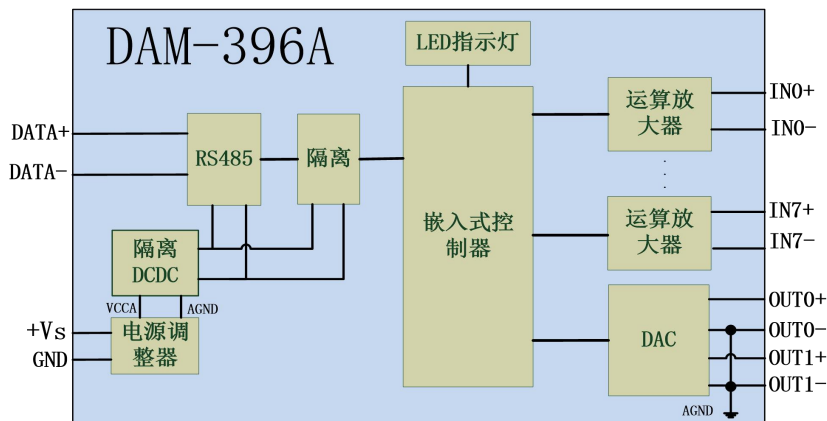 DAM-396A
LED指示灯
DATA+
DATA-
RS485
隔离
隔离
DCDC
VCCA
AGND
+Vs
GND
电源调
整器
嵌入式控
制器
运算放
大器
IN0+
IN0-
运算放
大器
IN7+
IN7-
DAC
OUT0+
OUT0-
OUT1+
OUT1-
AGND